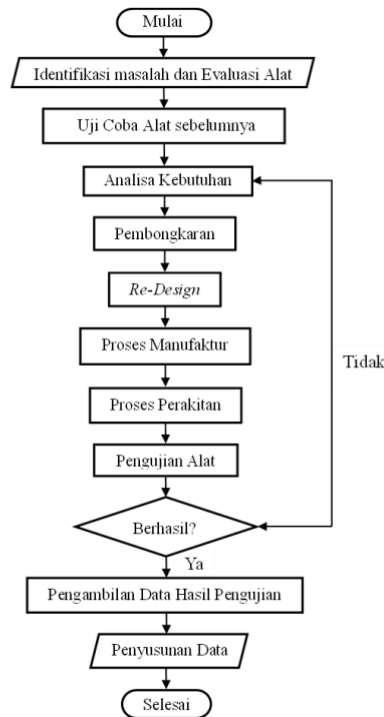 Mulai
Identifikasi masalah dan Evaluasi Alat
Uji Coba Alat sebelumnya
Analisa Kebutuhan
Pembongkaran
Re-Design
Proses Manufaktur
Tidak
Proses Perakitan
Pengujian Alat
Berhasil?
Ya
Pengambilan Data Hasil Pengujian
Penyusunan Data
Selesai